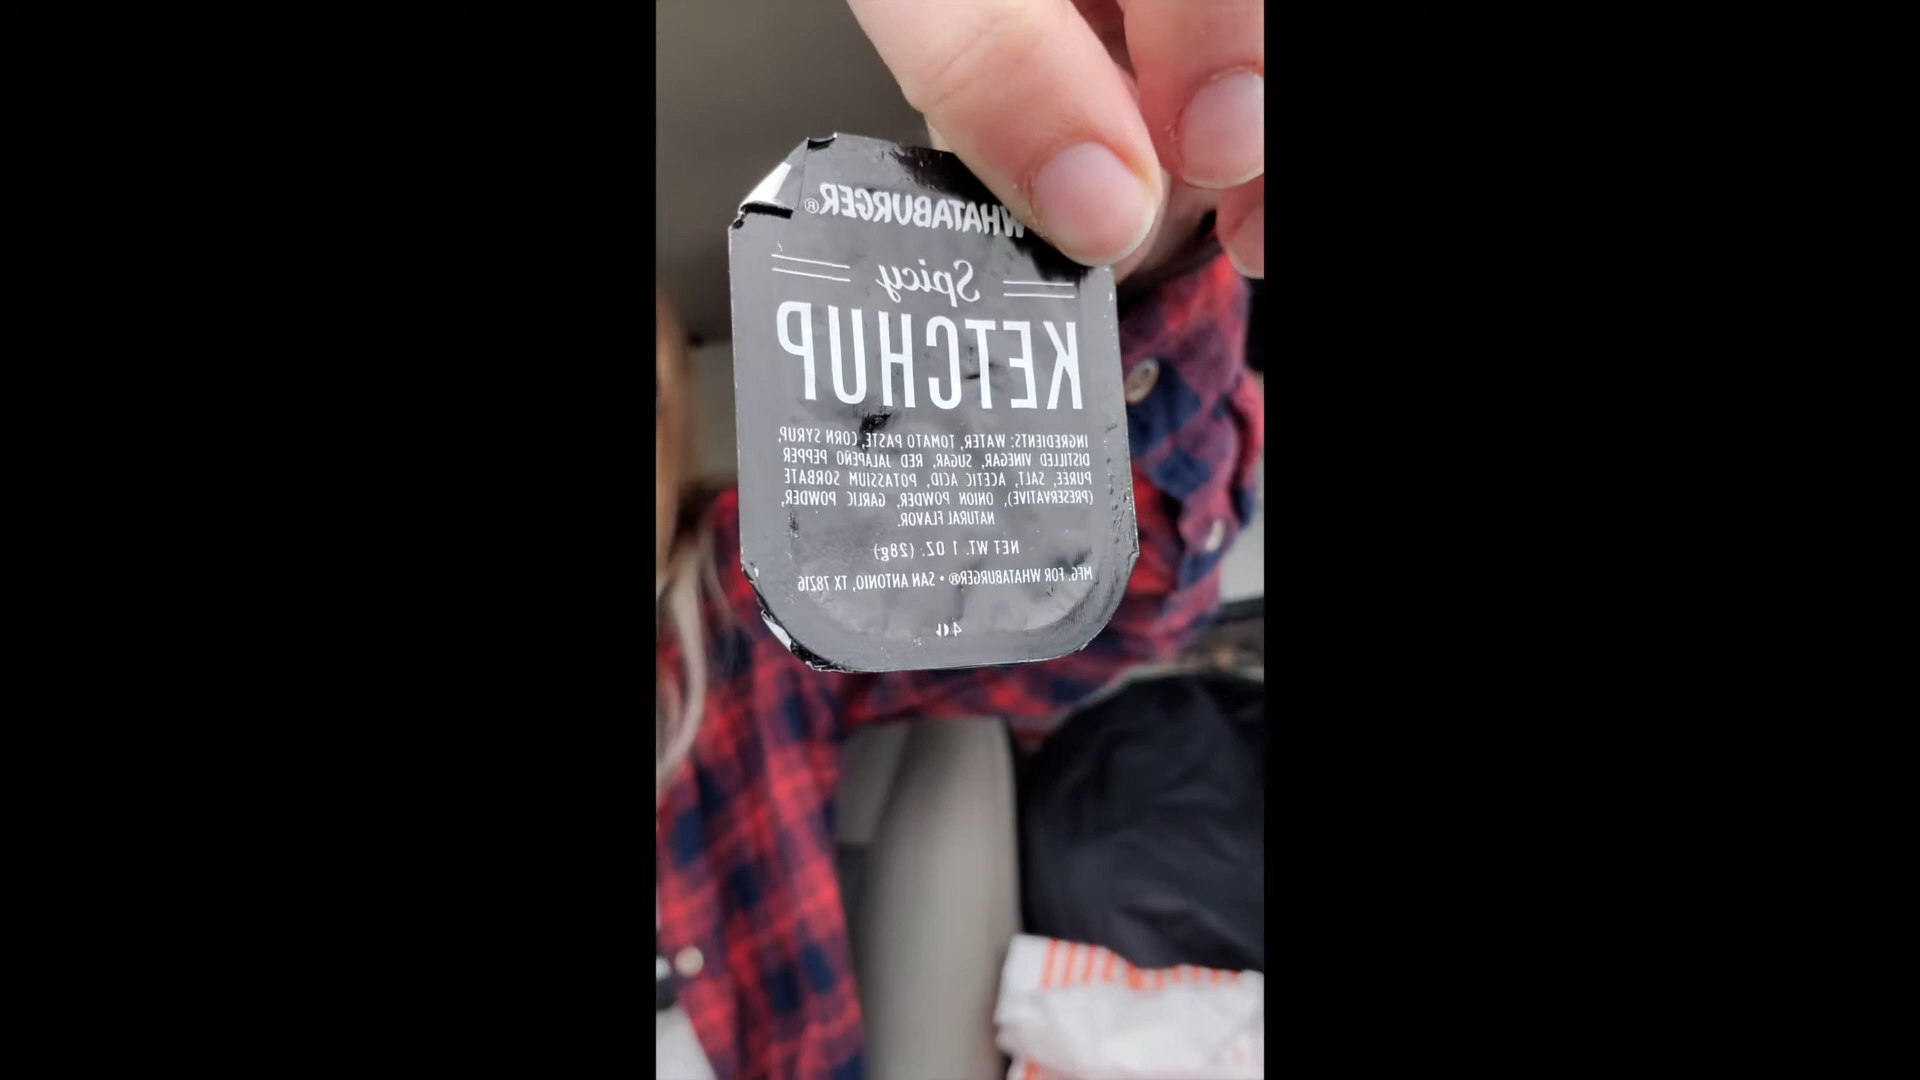 WHATABURGER®
Spicy
KETCHUP
INGREDIENTS: WATER, TOMATO PASTE, CORN SYRUP,
DISTILLED VINEGAR, SUGAR, RED JALAPEÑO PEPPER
PUREE, SALT, ACETIC ACID, POTASSIUM SORBATE
(PRESERVATIVE), ONION POWDER, GARLIC POWDER,
NATURAL FLAVOR.
NET WT. 1 OZ. (28g)
MFG. FOR WHATABURGER® • SAN ANTONIO, TX 78216